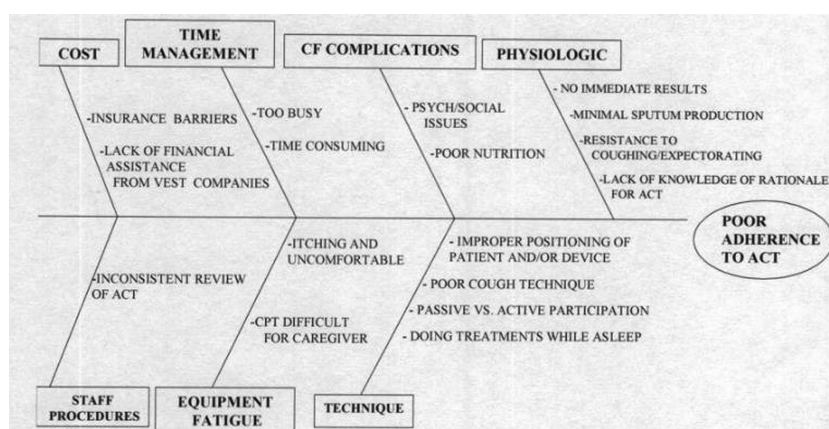 COST
TIME
MANAGEMENT
CF COMPLICATIONS
PHYSIOLOGIC
-INSURANCE BARRIERS
-LACK OF FINANCIAL
ASSISTANCE
FROM VEST COMPANIES
-TOO BUSY
-TIME CONSUMING
- PSYCH/SOCIAL
ISSUES
-POOR NUTRITION
- NO IMMEDIATE RESULTS
-MINIMAL SPUTUM PRODUCTION
-RESISTANCE TO
COUGHING/EXPECTORATING
-LACK OF KNOWLEDGE OF RATIONALE
FOR ACT
POOR
ADHERENCE
TO ACT
-INCONSISTENT REVIEW
OF ACT
-ITCHING AND
UNCOMFORTABLE
-CPT DIFFICULT
FOR CAREGIVER
- IMPROPER POSITIONING OF
PATIENT AND/OR DEVICE
- POOR COUGH TECHNIQUE
- PASSIVE VS. ACTIVE PARTICIPATION
- DOING TREATMENTS WHILE ASLEEP
STAFF
PROCEDURES
EQUIPMENT
FATIGUE
TECHNIQUE